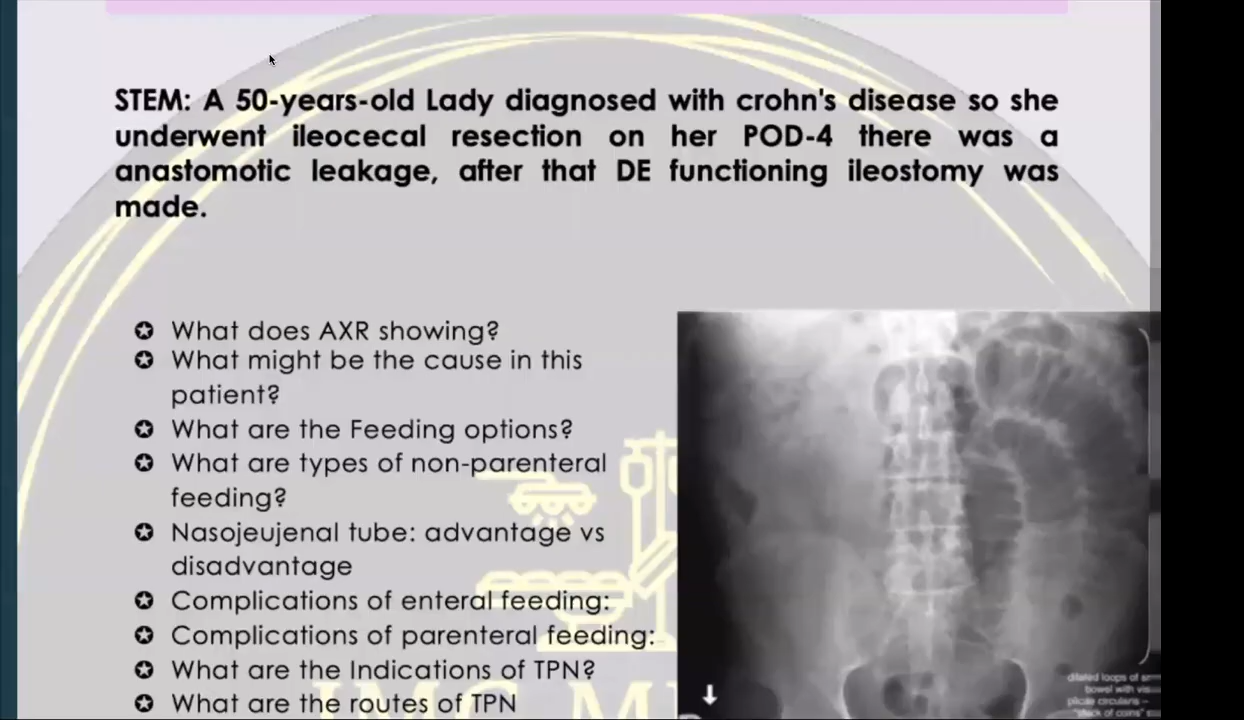 STEM: A 50-years-old Lady diagnosed with crohn's disease so she
underwent ileocecal resection on her POD-4 there was a
anastomotic leakage, after that DE functioning ileostomy was
made.
What does AXR showing?
What might be the cause in this
patient?
What are the Feeding options?
What are types of non-parenteral
feeding?
Nasojeujenal tube: advantage vs
disadvantage
Complications of enteral feeding:
Complications of parenteral feeding:
What are the Indications of TPN?
What are the routes of TPN
dilated loops of
bowel with
circularis –
"stack of coins"